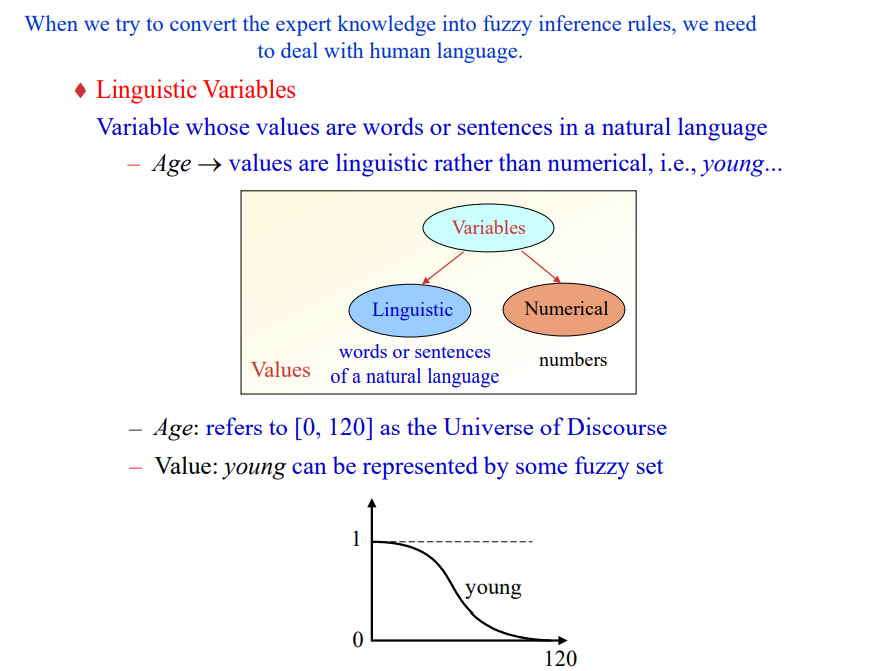 When we try to convert the expert knowledge into fuzzy inference rules, we need
to deal with human language.
♦ Linguistic Variables
Variable whose values are words or sentences in a natural language
– Age → values are linguistic rather than numerical, i.e., young...
Variables
Linguistic
Numerical
words or sentences
of a natural language
numbers
Values
– Age: refers to [0, 120] as the Universe of Discourse
– Value: young can be represented by some fuzzy set
1
young
0
120